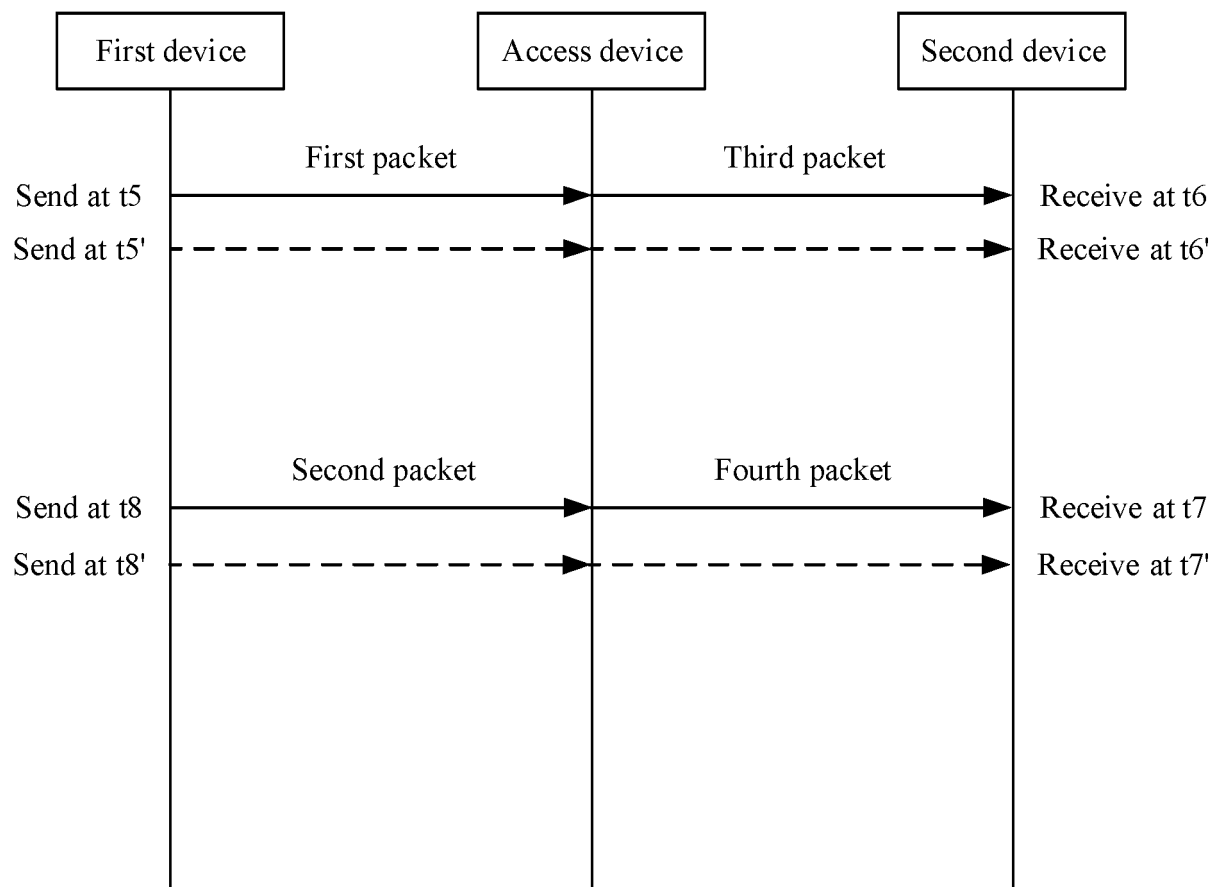 First device
Access device
Second device
First packet
Third packet
Send at t5
Receive at t6
Send at t5'
Receive at t6'
Second packet
Fourth packet
Send at t8
Receive at t7
Send at t8'
Receive at t7'